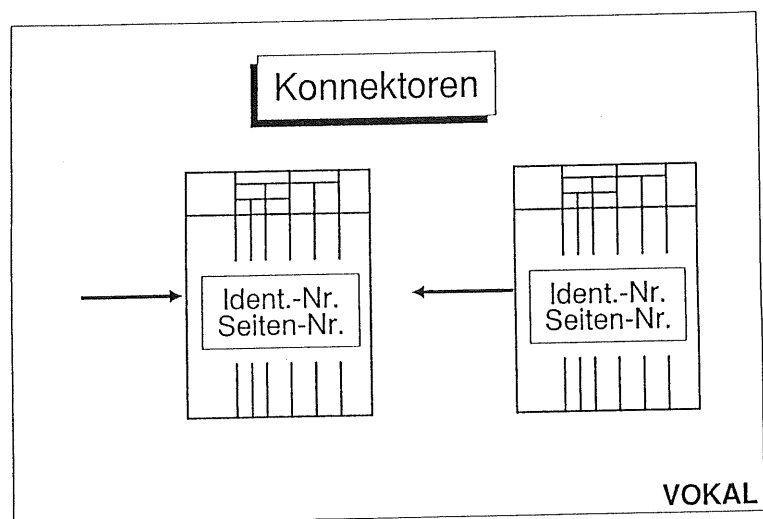 Konnektoren
Ident.-Nr.
Seiten-Nr.
Ident.-Nr.
Seiten-Nr.
VOKAL